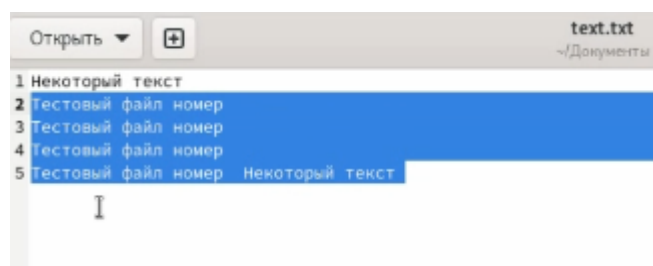 Открыть
text.txt
~/Документы
1 Некоторый текст
2 Тестовый файл номер
3 Тестовый файл номер
4 Тестовый файл номер
5 Тестовый файл номер  Некоторый текст